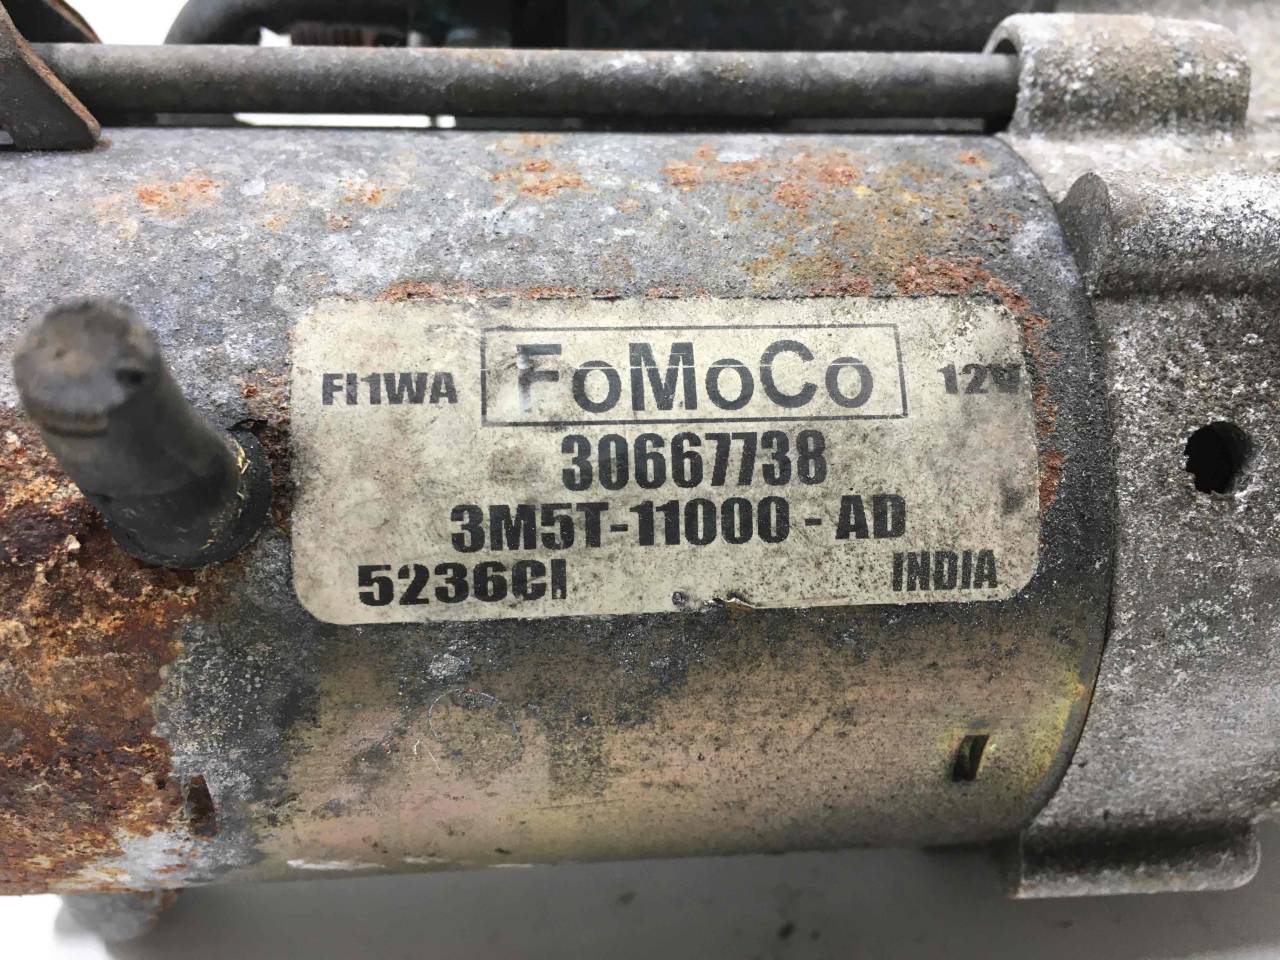 FI1WA FoMoCo 12V
30667738
3M5T-11000-AD
5236CI INDIA